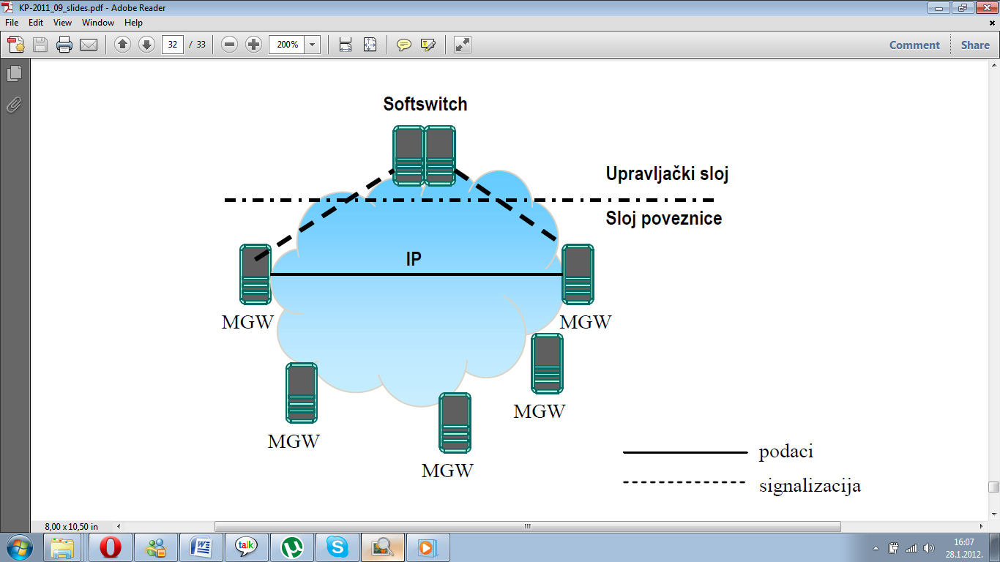 KP-2011_09_slides.pdf - Adobe Reader
File Edit View Window Help
32 / 33 200% Comment Share
Softswitch
Upravljački sloj
Sloj poveznice
IP
MGW MGW
MGW
MGW
MGW
podaci
signalizacija
8,00 x 10,50 in
talk
16:07
28.1.2012.